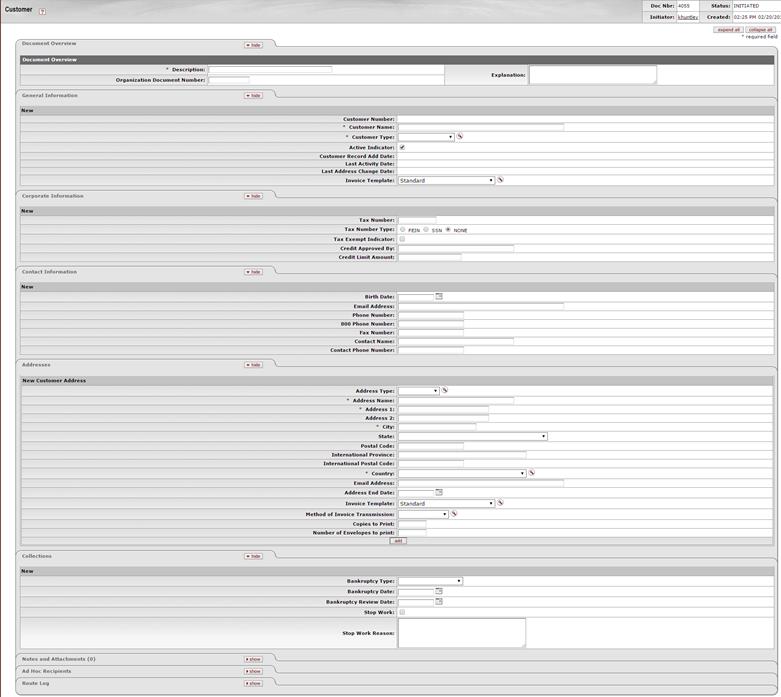 Customer ?
Doc Nbr: 4055 Status: INITIATED
Initiator: khuntley Created: 02:25 PM 02/20/20
expand all collapse all
* required field
Document Overview hide
Document Overview
* Description: Explanation:
Organization Document Number:
General Information hide
New
Customer Number:
* Customer Name:
* Customer Type:
Active Indicator:
Customer Record Add Date:
Last Activity Date:
Last Address Change Date:
Invoice Template: Standard
Corporate Information hide
New
Tax Number:
Tax Number Type: FEIN SSN NONE
Tax Exempt Indicator:
Credit Approved By:
Credit Limit Amount:
Contact Information hide
New
Birth Date:
Email Address:
Phone Number:
800 Phone Number:
Fax Number:
Contact Name:
Contact Phone Number:
Addresses hide
New Customer Address
Address Type:
* Address Name:
* Address 1:
Address 2:
* City:
State:
Postal Code:
International Province:
International Postal Code:
* Country:
Email Address:
Address End Date:
Invoice Template: Standard
Method of Invoice Transmission:
Copies to Print:
Number of Envelopes to print:
add
Collections hide
New
Bankruptcy Type:
Bankruptcy Date:
Bankruptcy Review Date:
Stop Work:
Stop Work Reason:
Notes and Attachments (0) show
Ad Hoc Recipients show
Route Log show